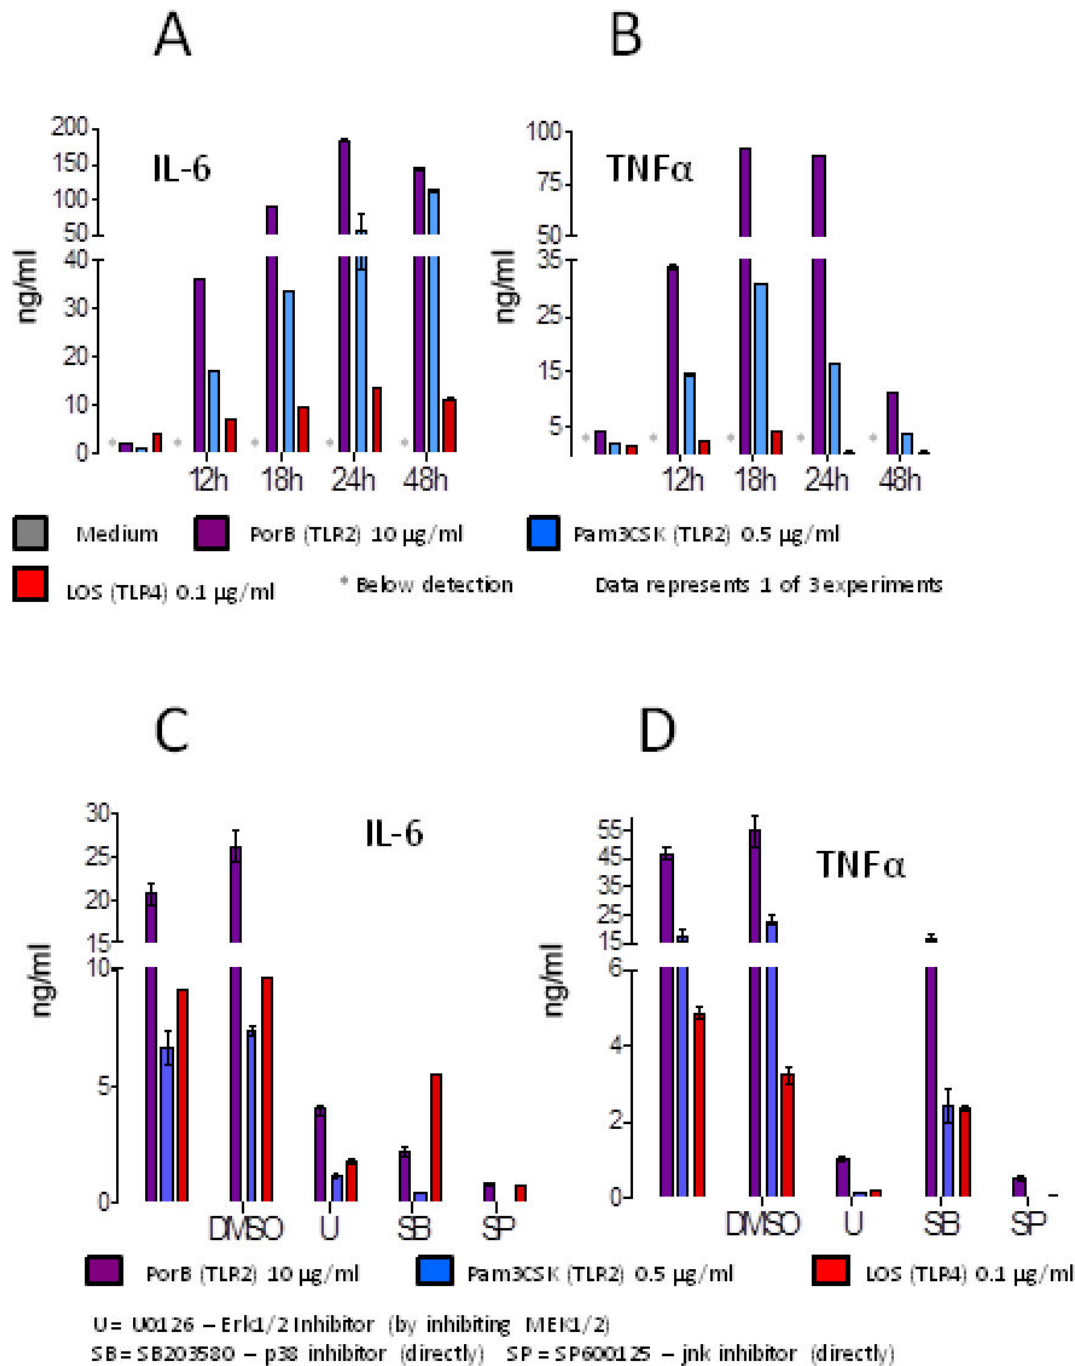 A
B
200
150
100
50
40
30
20
10
0
ng/ml
IL-6
12h 18h 24h 48h
100
75
50
35
25
15
5
ng/ml
TNFα
12h 18h 24h 48h
Medium PorB (TLR2) 10 µg/ml Pam3CSK (TLR2) 0.5 µg/ml
LOS (TLR4) 0.1 µg/ml * Below detection Data represents 1 of 3 experiments
C
D
30
25
20
15
10
5
0
ng/ml
IL-6
DMSO U SB SP
55
45
35
25
15
6
4
2
0
ng/ml
TNFα
DMSO U SB SP
PorB (TLR2) 10 µg/ml Pam3CSK (TLR2) 0.5 µg/ml LOS (TLR4) 0.1 µg/ml
U = U0126 – Erk1/2 Inhibitor (by inhibiting MEK1/2)
SB = SB203580 – p38 inhibitor (directly) SP = SP600125 – jnk inhibitor (directly)